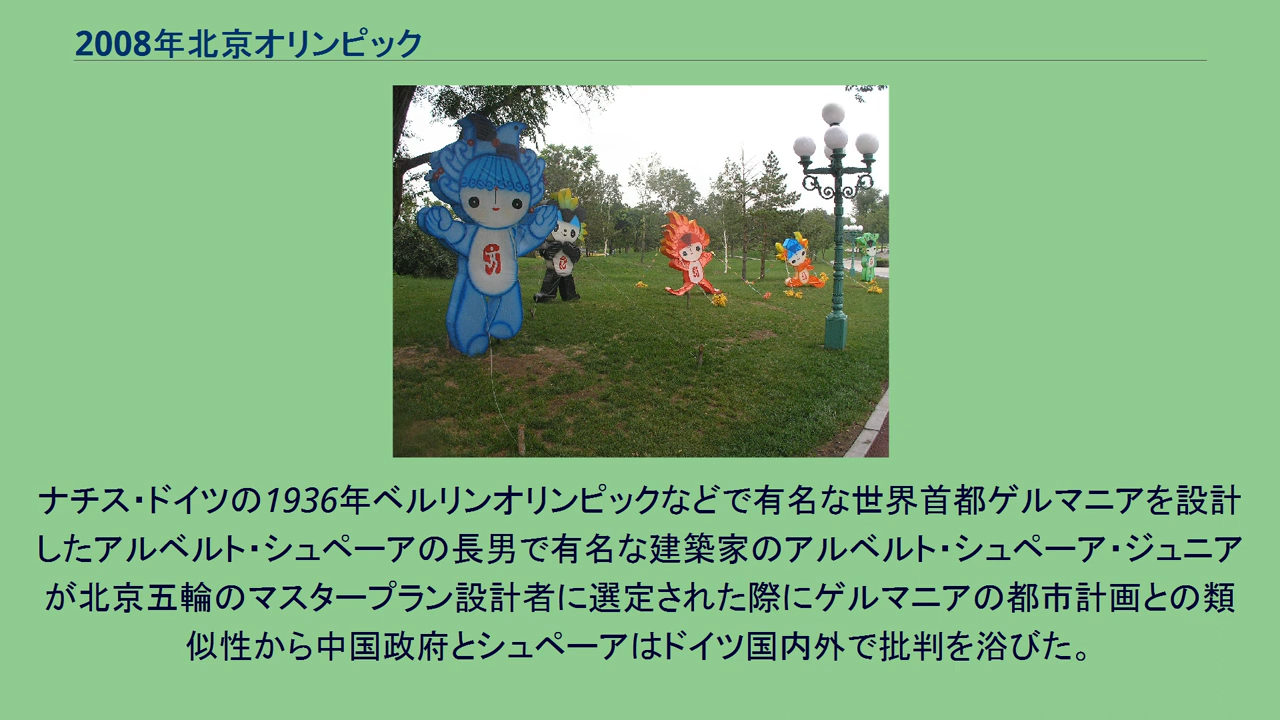 2008年北京オリンピック
ナチス・ドイツの1936年ベルリンオリンピックなどで有名な世界首都ゲルマニアを設計
したアルベルト・シュペーアの長男で有名な建築家のアルベルト・シュペーア・ジュニア
が北京五輪のマスタープラン設計者に選定された際にゲルマニアの都市計画との類
似性から中国政府とシュペーアはドイツ国内外で批判を浴びた。